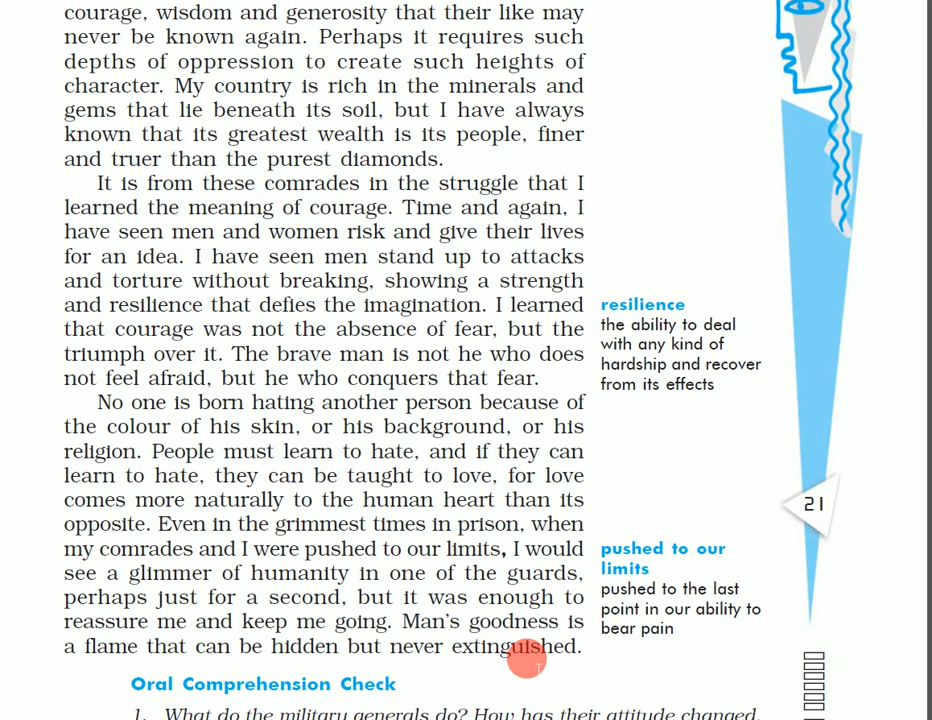 courage, wisdom and generosity that their like may
never be known again. Perhaps it requires such
depths of oppression to create such heights of
character. My country is rich in the minerals and
gems that lie beneath its soil, but I have always
known that its greatest wealth is its people, finer
and truer than the purest diamonds.
It is from these comrades in the struggle that I
learned the meaning of courage. Time and again, I
have seen men and women risk and give their lives
for an idea. I have seen men stand up to attacks
and torture without breaking, showing a strength
and resilience that defies the imagination. I learned
that courage was not the absence of fear, but the
triumph over it. The brave man is not he who does
not feel afraid, but he who conquers that fear.
No one is born hating another person because of
the colour of his skin, or his background, or his
religion. People must learn to hate, and if they can
learn to hate, they can be taught to love, for love
comes more naturally to the human heart than its
opposite. Even in the grimmest times in prison, when
my comrades and I were pushed to our limits, I would
see a glimmer of humanity in one of the guards,
perhaps just for a second, but it was enough to
reassure me and keep me going. Man's goodness is
a flame that can be hidden but never extinguished.
resilience
the ability to deal
with any kind of
hardship and recover
from its effects
pushed to our
limits
pushed to the last
point in our ability to
bear pain
21
Oral Comprehension Check
1. What do the military generals do? How has their attitude changed,